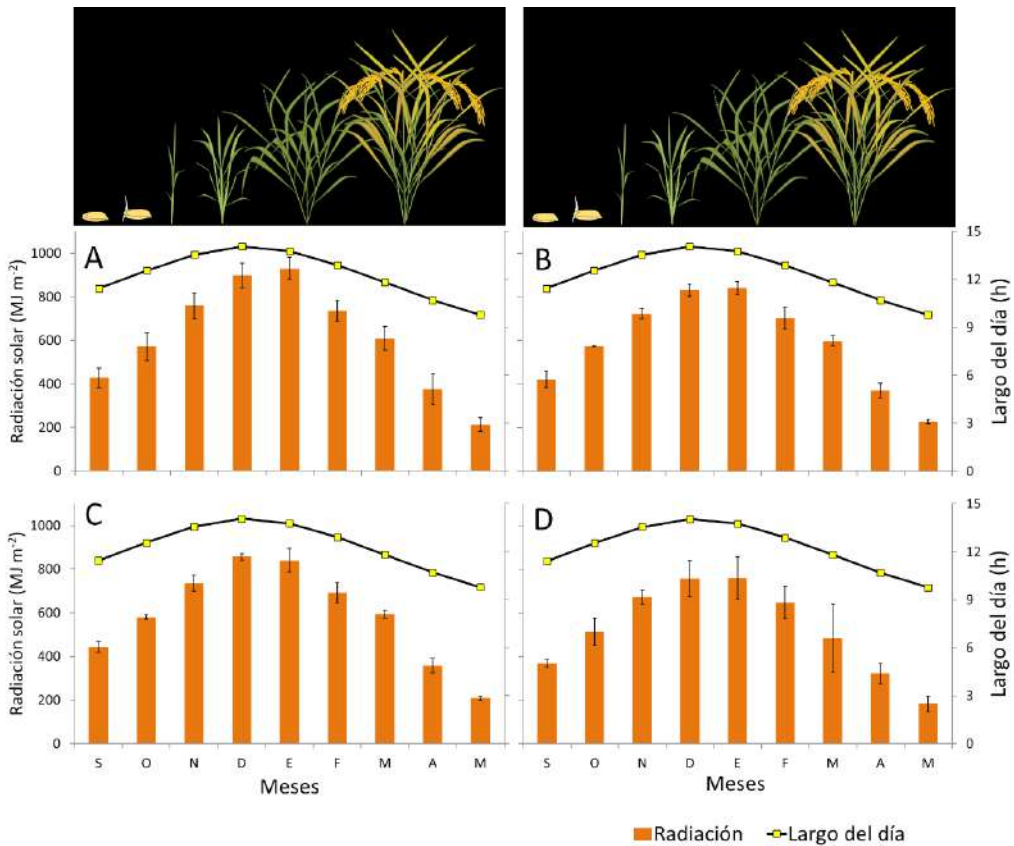 A
B
Radiación solar (MJ m⁻²)
1000
800
600
400
200
0
15
12
9
6
3
0
Largo del día (h)
C
D
Radiación solar (MJ m⁻²)
1000
800
600
400
200
0
15
12
9
6
3
0
Largo del día (h)
S O N D E F M A M
S O N D E F M A M
Meses
Meses
Radiación
Largo del día